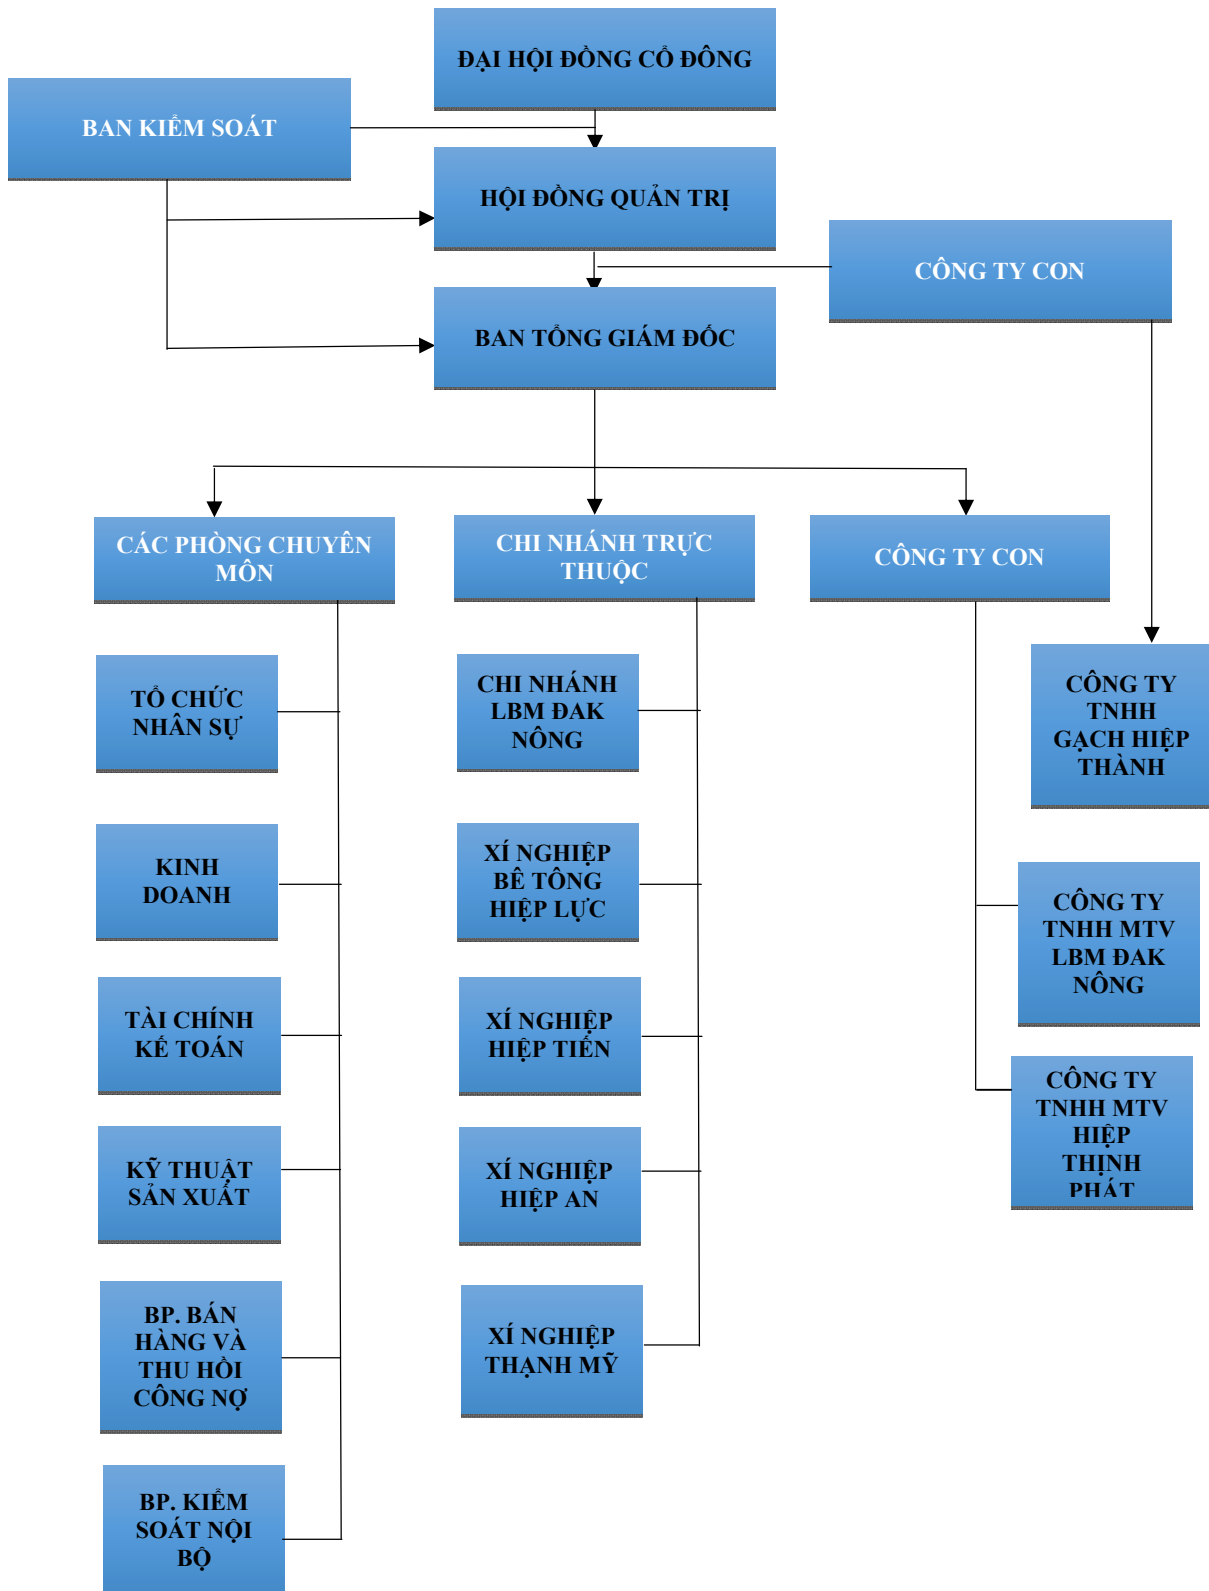 ĐẠI HỘI ĐỒNG CỔ ĐÔNG
BAN KIỂM SOÁT
HỘI ĐỒNG QUẢN TRỊ
CÔNG TY CON
BAN TỔNG GIÁM ĐỐC
CÁC PHÒNG CHUYÊN
MÔN
CHI NHÁNH TRỰC
THUỘC
CÔNG TY CON
TỔ CHỨC
NHÂN SỰ
KINH
DOANH
TÀI CHÍNH
KẾ TOÁN
KỸ THUẬT
SẢN XUẤT
BP. BÁN
HÀNG VÀ
THU HỒI
CÔNG NỢ
BP. KIỂM
SOÁT NỘI
BỘ
CHI NHÁNH
LBM ĐAK
NÔNG
XÍ NGHIỆP
BÊ TÔNG
HIỆP LỰC
XÍ NGHIỆP
HIỆP TIẾN
XÍ NGHIỆP
HIỆP AN
XÍ NGHIỆP
THẠNH MỸ
CÔNG TY
TNHH
GẠCH HIỆP
THÀNH
CÔNG TY
TNHH MTV
LBM ĐAK
NÔNG
CÔNG TY
TNHH MTV
HIỆP
THỊNH
PHÁT